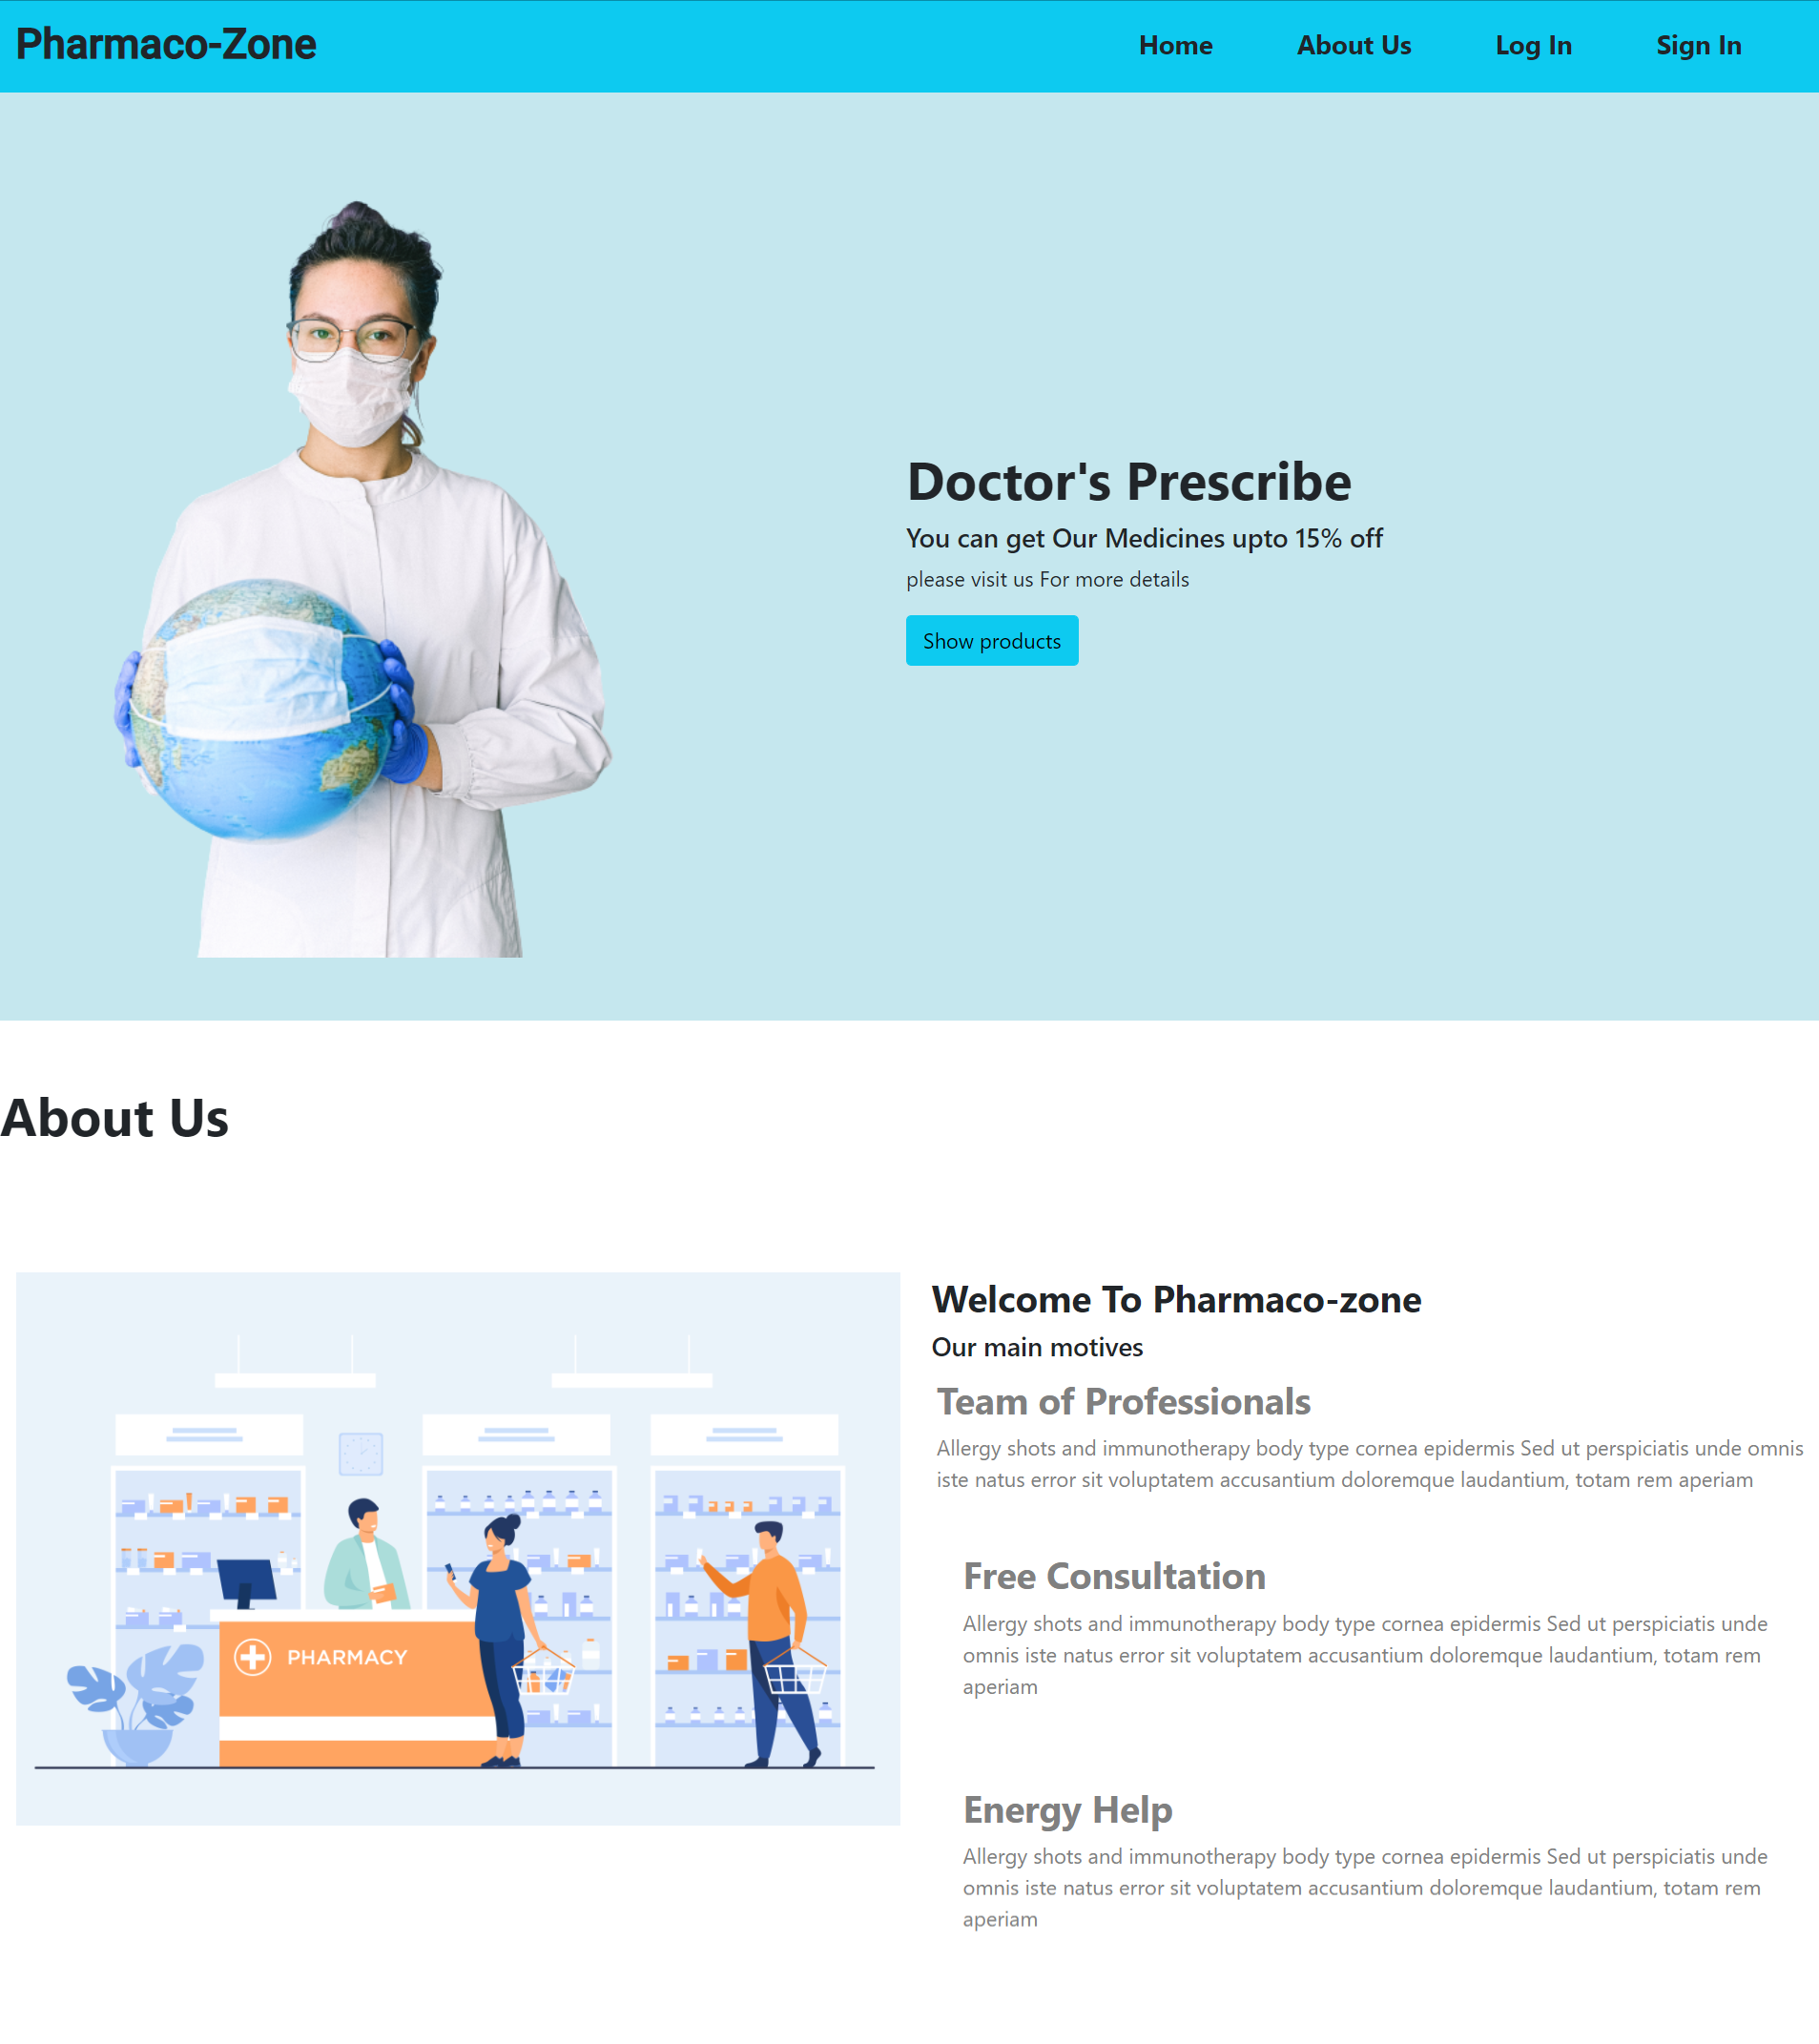 Pharmaco-Zone
Home About Us Log In Sign In
Doctor's Prescribe
You can get Our Medicines upto 15% off
please visit us For more details
Show products
About Us
Welcome To Pharmaco-zone
Our main motives
Team of Professionals
Allergy shots and immunotherapy body type cornea epidermis Sed ut perspiciatis unde omnis
iste natus error sit voluptatem accusantium doloremque laudantium, totam rem aperiam
PHARMACY
Free Consultation
Allergy shots and immunotherapy body type cornea epidermis Sed ut perspiciatis unde
omnis iste natus error sit voluptatem accusantium doloremque laudantium, totam rem
aperiam
Energy Help
Allergy shots and immunotherapy body type cornea epidermis Sed ut perspiciatis unde
omnis iste natus error sit voluptatem accusantium doloremque laudantium, totam rem
aperiam